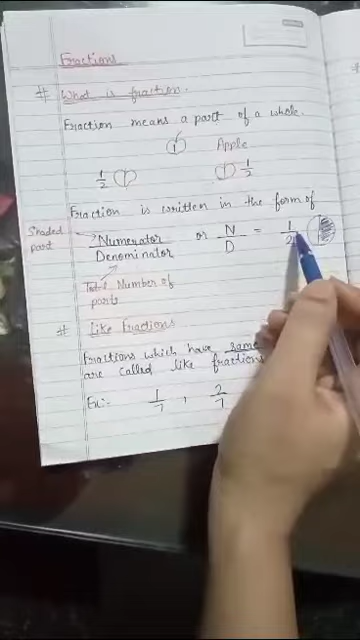 Fractions
# What is fraction.
Fraction means a part of a whole.
1 Apple
1/2 1/2
Fraction is written in the form of
Shaded part
Numerator/Denominator or N/D = 1/2
Total Number of parts
# Like Fractions
Fractions which have same
are called like fractions
Ex:- 1/7 , 2/7